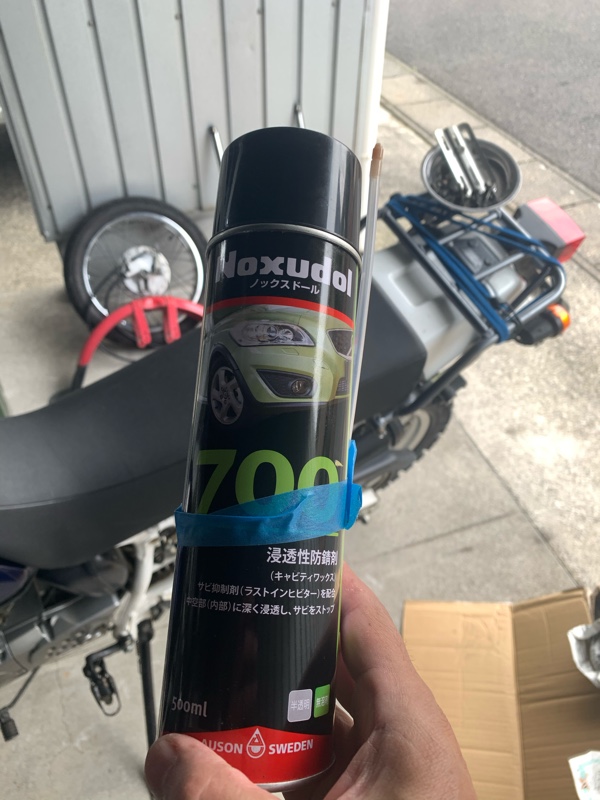 Noxudol
ノックスドール
700
浸透性防錆剤
(キャビティワックス)
サビ抑制剤(ラストインヒビター)を配合
中空部(内部)に深く浸透し、サビをストップ
500ml
半透明
AUSON SWEDEN